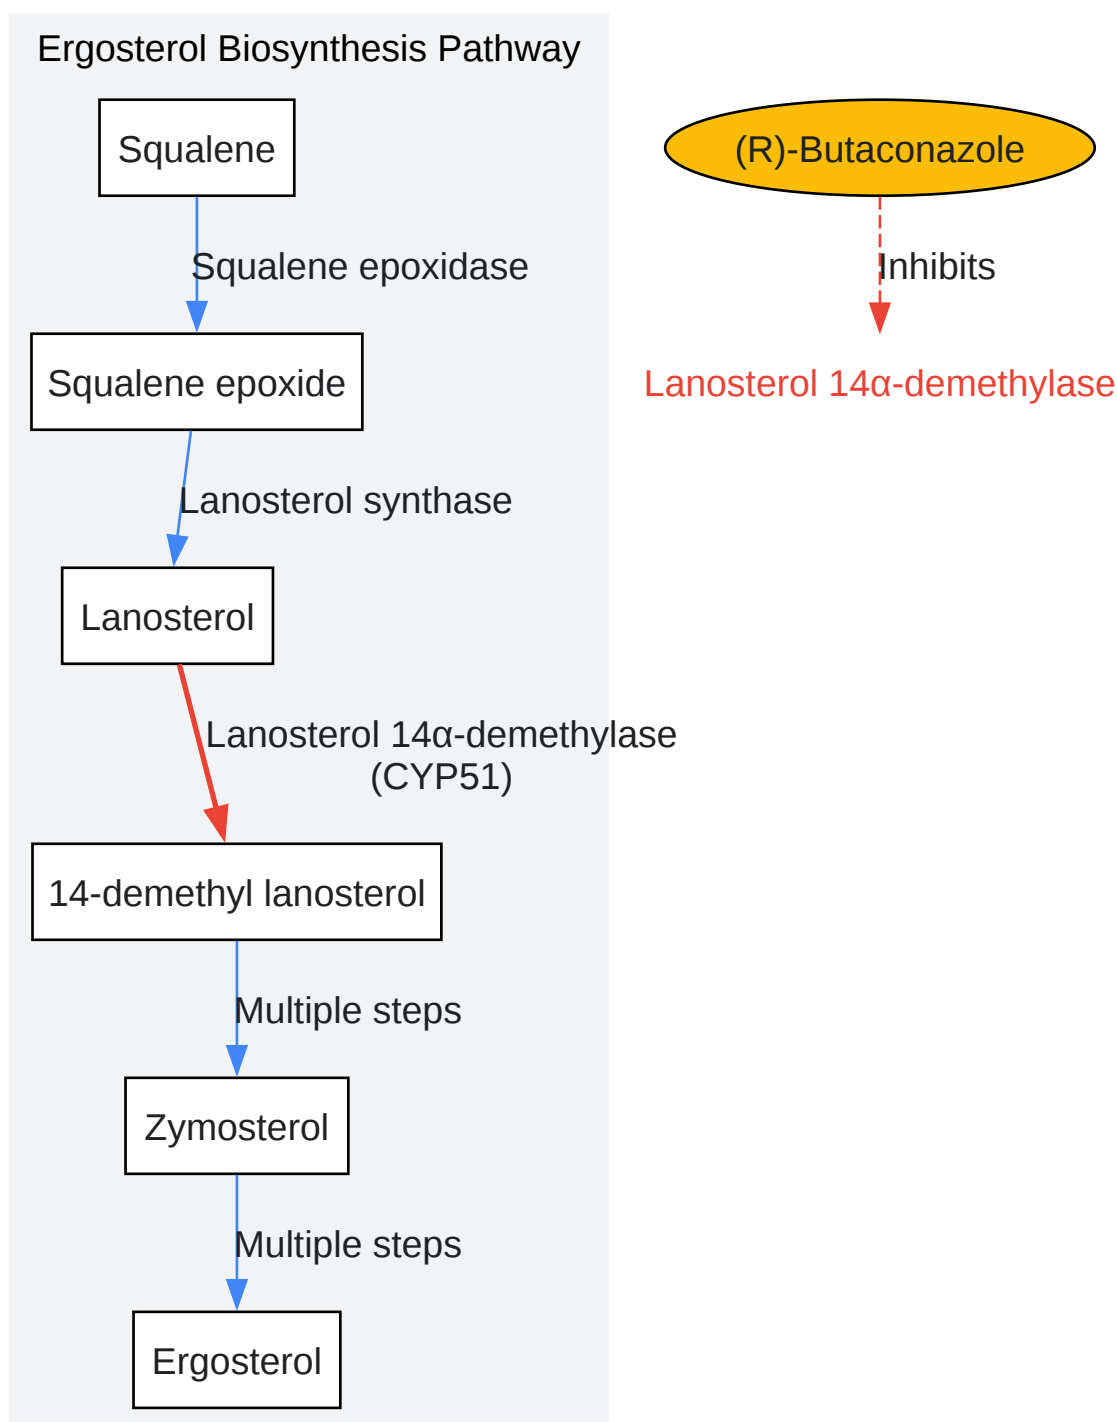 Ergosterol Biosynthesis Pathway
Squalene
Squalene epoxidase
Squalene epoxide
Lanosterol synthase
Lanosterol
Lanosterol 14α-demethylase
(CYP51)
14-demethyl lanosterol
Multiple steps
Zymosterol
Multiple steps
Ergosterol
(R)-Butaconazole
Inhibits
Lanosterol 14α-demethylase